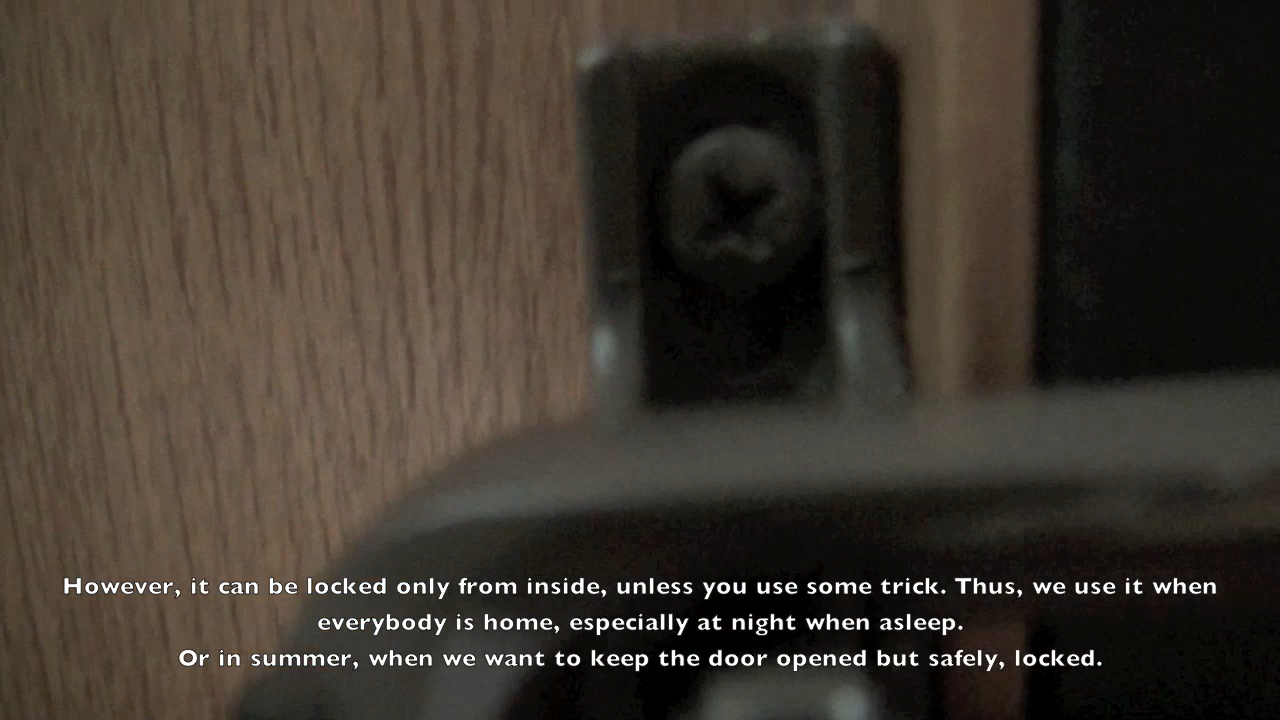 However, it can be locked only from inside, unless you use some trick. Thus, we use it when
everybody is home, especially at night when asleep.
Or in summer, when we want to keep the door opened but safely, locked.